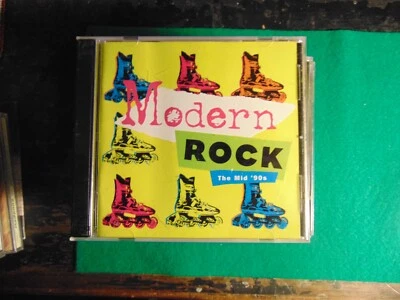 Modern
ROCK
The Mid '90s